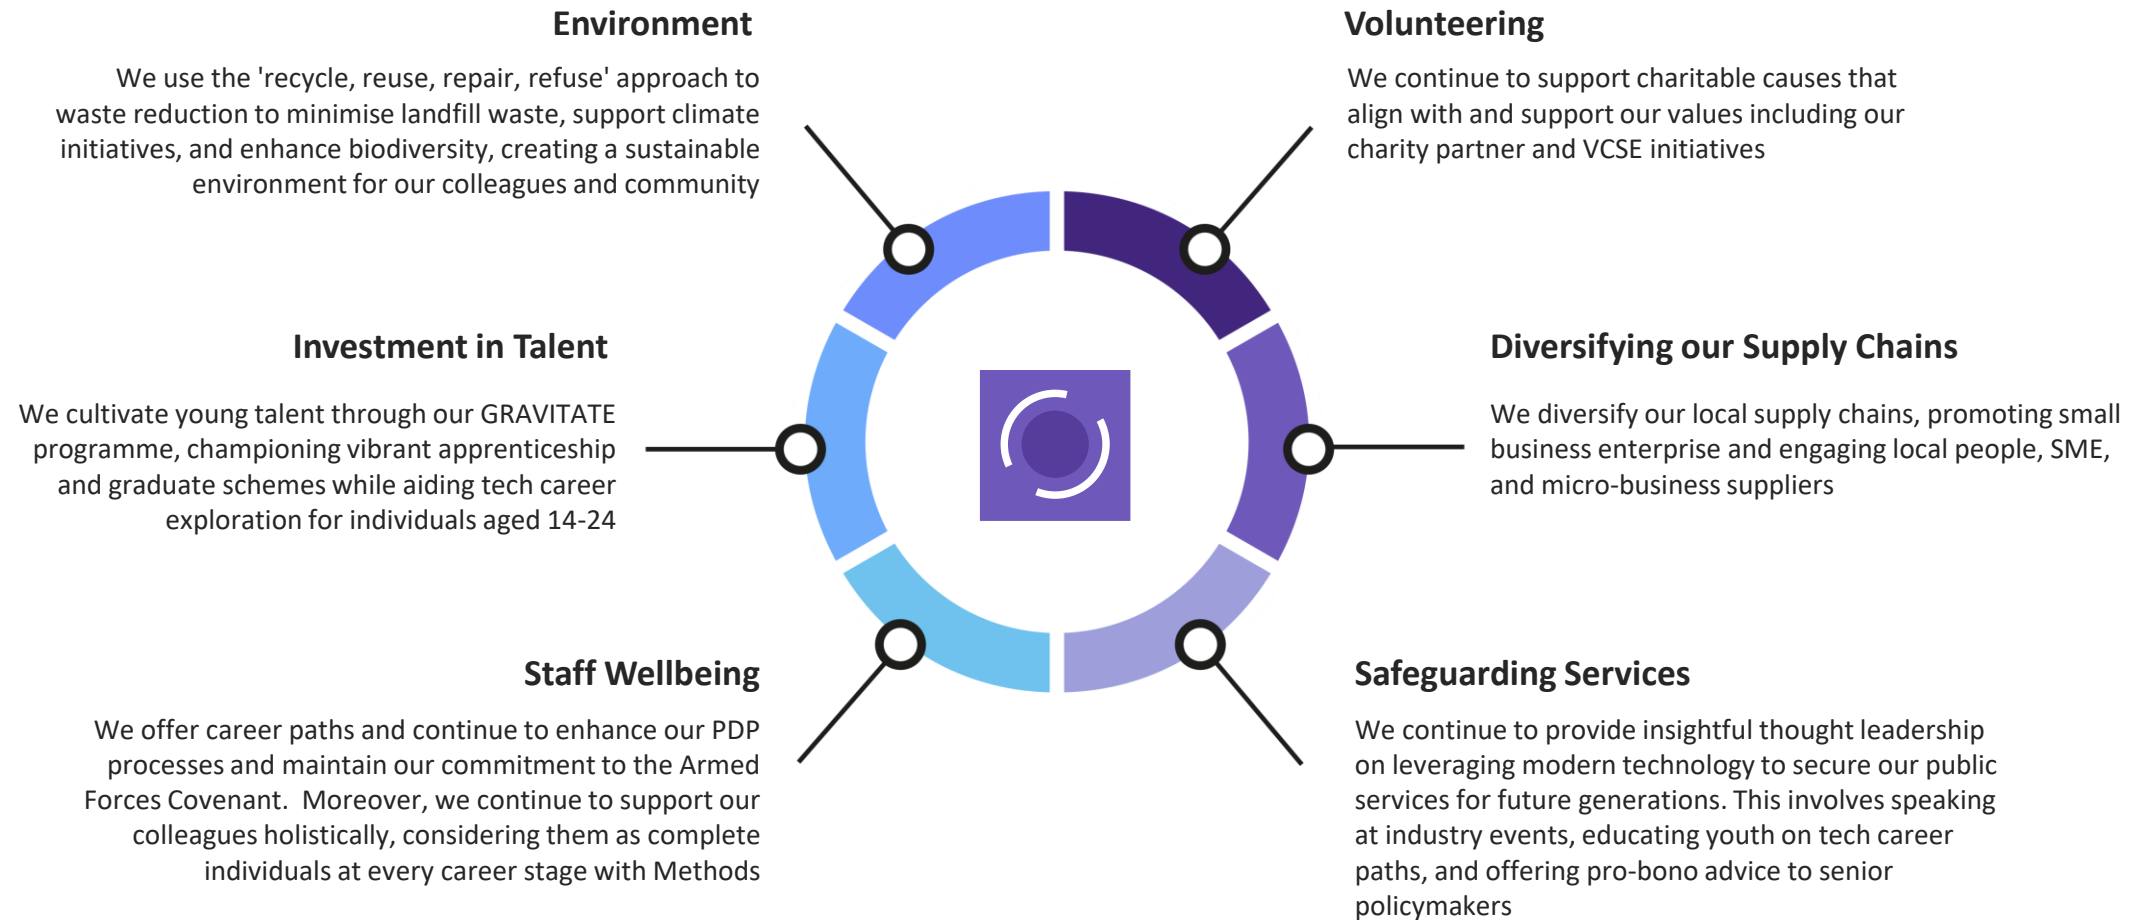 Environment
We use the 'recycle, reuse, repair, refuse' approach to
waste reduction to minimise landfill waste, support climate
initiatives, and enhance biodiversity, creating a sustainable
environment for our colleagues and community
Volunteering
We continue to support charitable causes that
align with and support our values including our
charity partner and VCSE initiatives
Investment in Talent
We cultivate young talent through our GRAVITATE
programme, championing vibrant apprenticeship
and graduate schemes while aiding tech career
exploration for individuals aged 14-24
Diversifying our Supply Chains
We diversify our local supply chains, promoting small
business enterprise and engaging local people, SME,
and micro-business suppliers
Staff Wellbeing
We offer career paths and continue to enhance our PDP
processes and maintain our commitment to the Armed
Forces Covenant.  Moreover, we continue to support our
colleagues holistically, considering them as complete
individuals at every career stage with Methods
Safeguarding Services
We continue to provide insightful thought leadership
on leveraging modern technology to secure our public
services for future generations. This involves speaking
at industry events, educating youth on tech career
paths, and offering pro-bono advice to senior
policymakers